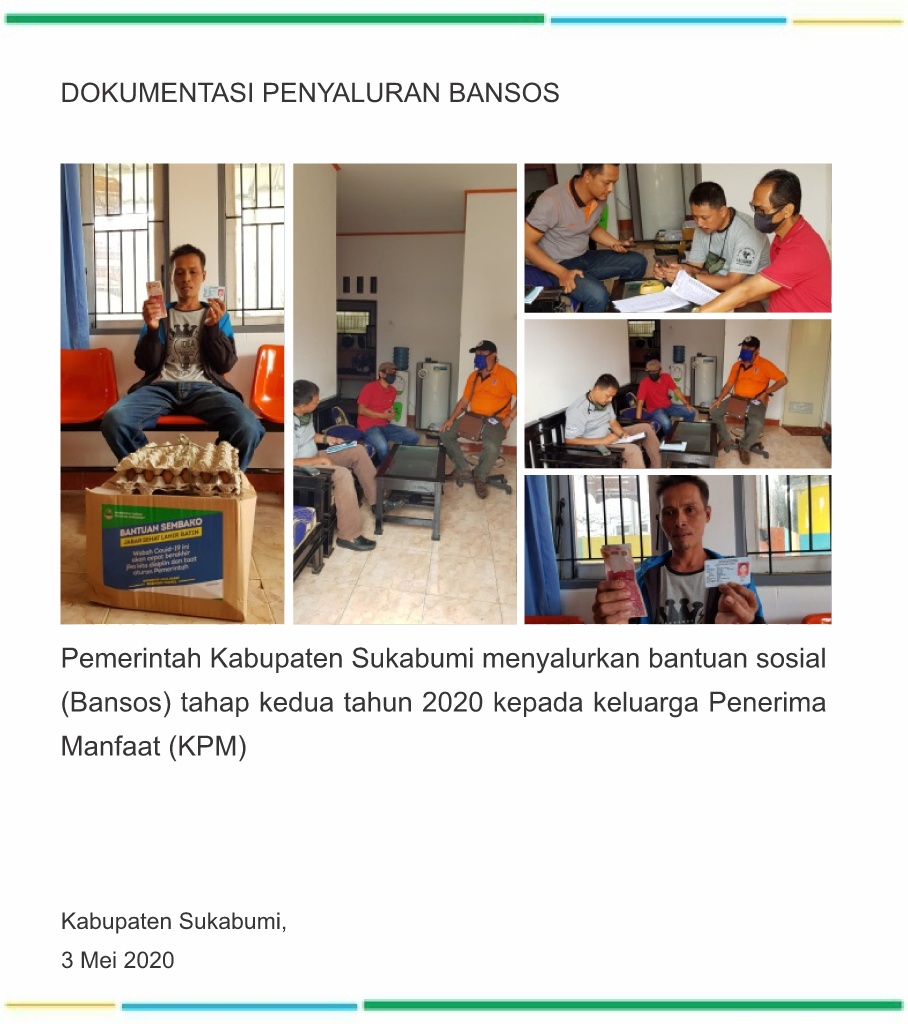 DOKUMENTASI PENYALURAN BANSOS
BANTUAN SEMBAKO
JABAR SEHAT LAHIR BATIN
Wabah Covid-19 ini
akan cepat berakhir
jika kita disiplin dan taat
aturan Pemerintah
Pemerintah Kabupaten Sukabumi menyalurkan bantuan sosial
(Bansos) tahap kedua tahun 2020 kepada keluarga Penerima
Manfaat (KPM)
Kabupaten Sukabumi,
3 Mei 2020